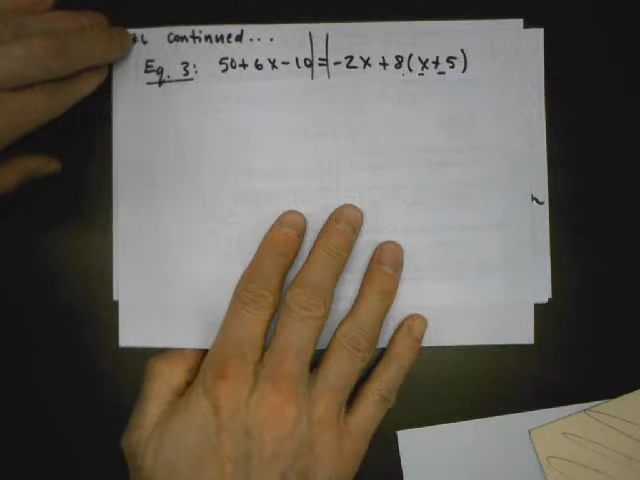 continued...
Eq. 3: 50+6x-10 = -2x+8(x+5)